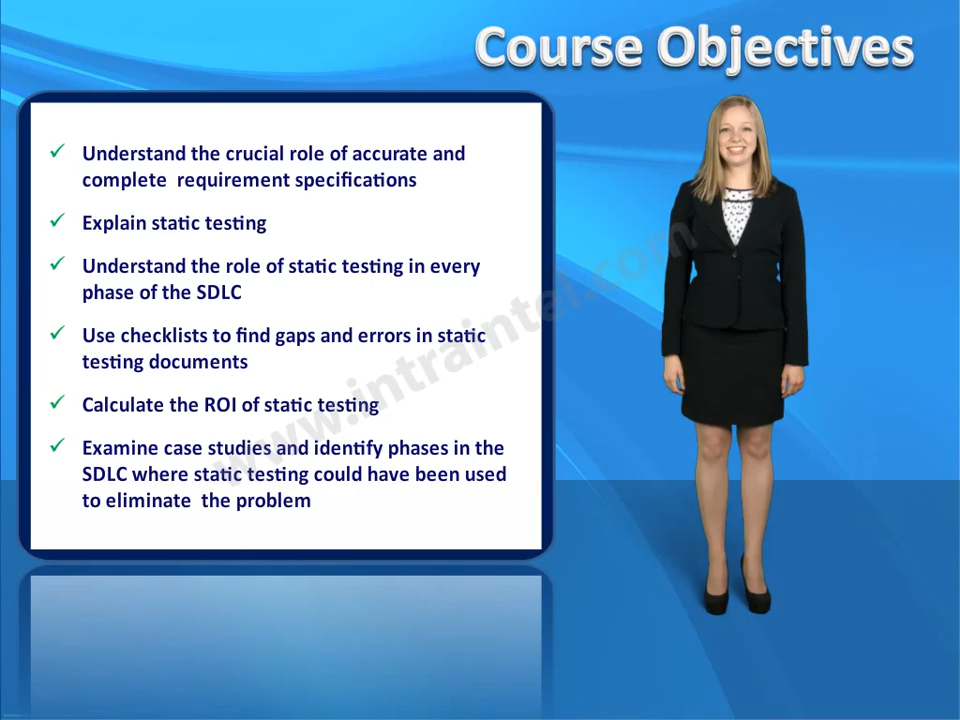 Course Objectives
✓ Understand the crucial role of accurate and
complete requirement specifications
✓ Explain static testing
✓ Understand the role of static testing in every
phase of the SDLC
✓ Use checklists to find gaps and errors in static
testing documents
✓ Calculate the ROI of static testing
✓ Examine case studies and identify phases in the
SDLC where static testing could have been used
to eliminate the problem
www.intraintel.com